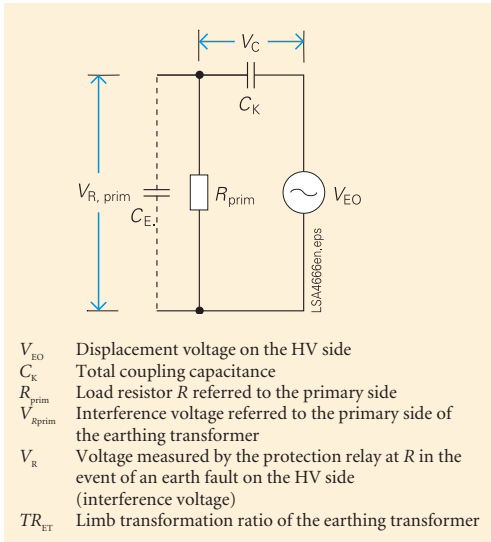 V_C
C_K
V_R, prim
C_E.
R_prim
V_EO
LSA4666en.eps
V_EO Displacement voltage on the HV side
C_K Total coupling capacitance
R_prim Load resistor R referred to the primary side
V_Rprim Interference voltage referred to the primary side of
the earthing transformer
V_R Voltage measured by the protection relay at R in the
event of an earth fault on the HV side
(interference voltage)
TR_ET Limb transformation ratio of the earthing transformer